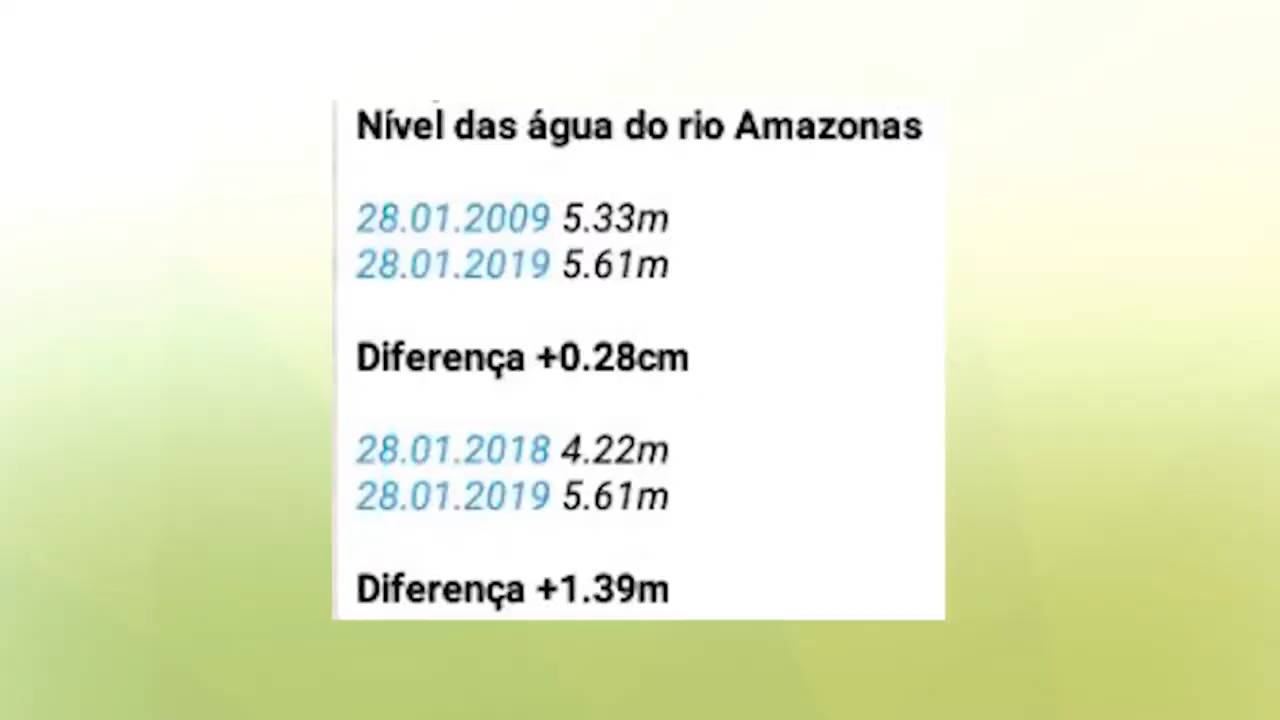 Nível das água do rio Amazonas
28.01.2009 5.33m
28.01.2019 5.61m
Diferença +0.28cm
28.01.2018 4.22m
28.01.2019 5.61m
Diferença +1.39m